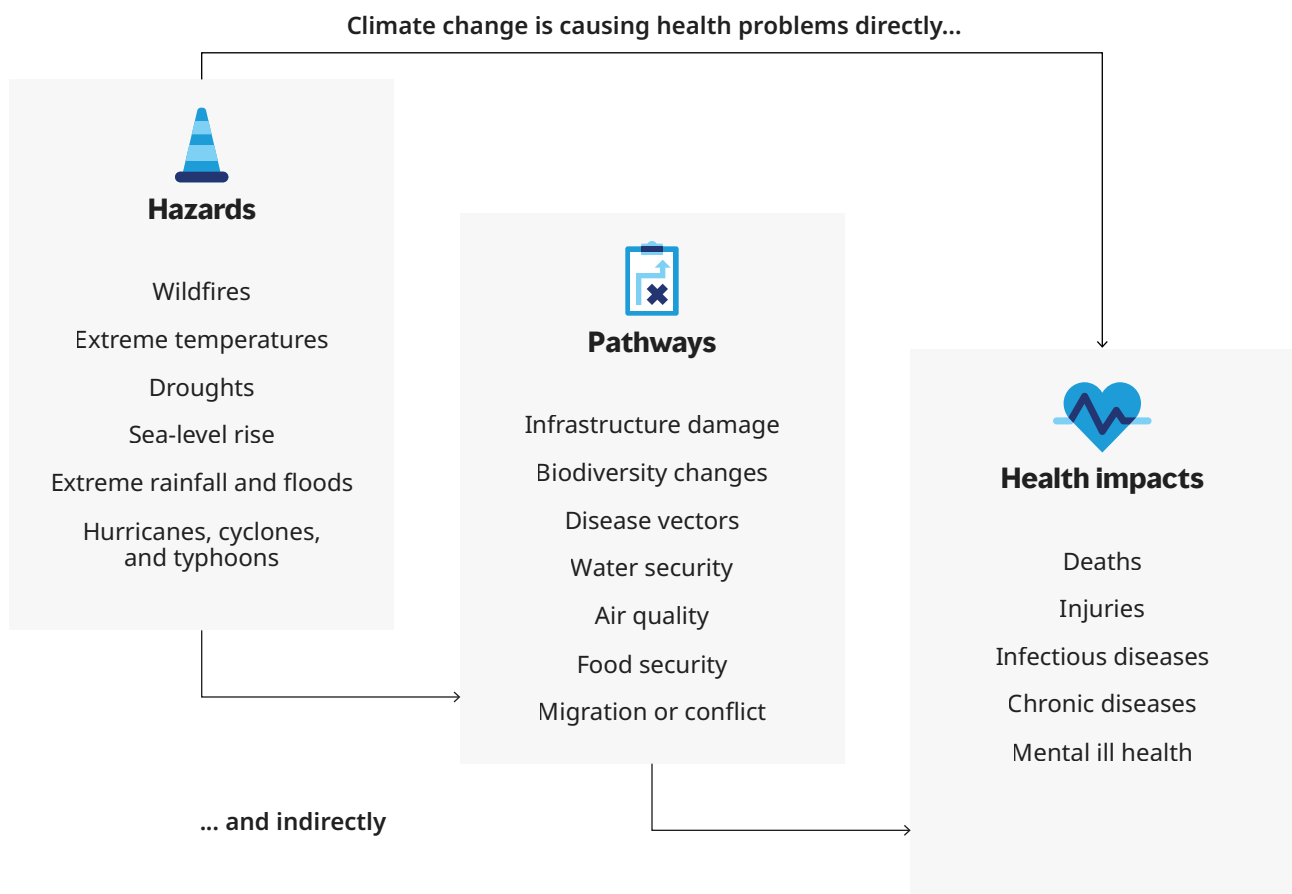 Climate change is causing health problems directly...
Hazards
Wildfires
Extreme temperatures
Droughts
Sea-level rise
Extreme rainfall and floods
Hurricanes, cyclones,
and typhoons
Pathways
Infrastructure damage
Biodiversity changes
Disease vectors
Water security
Air quality
Food security
Migration or conflict
Health impacts
Deaths
Injuries
Infectious diseases
Chronic diseases
Mental ill health
... and indirectly